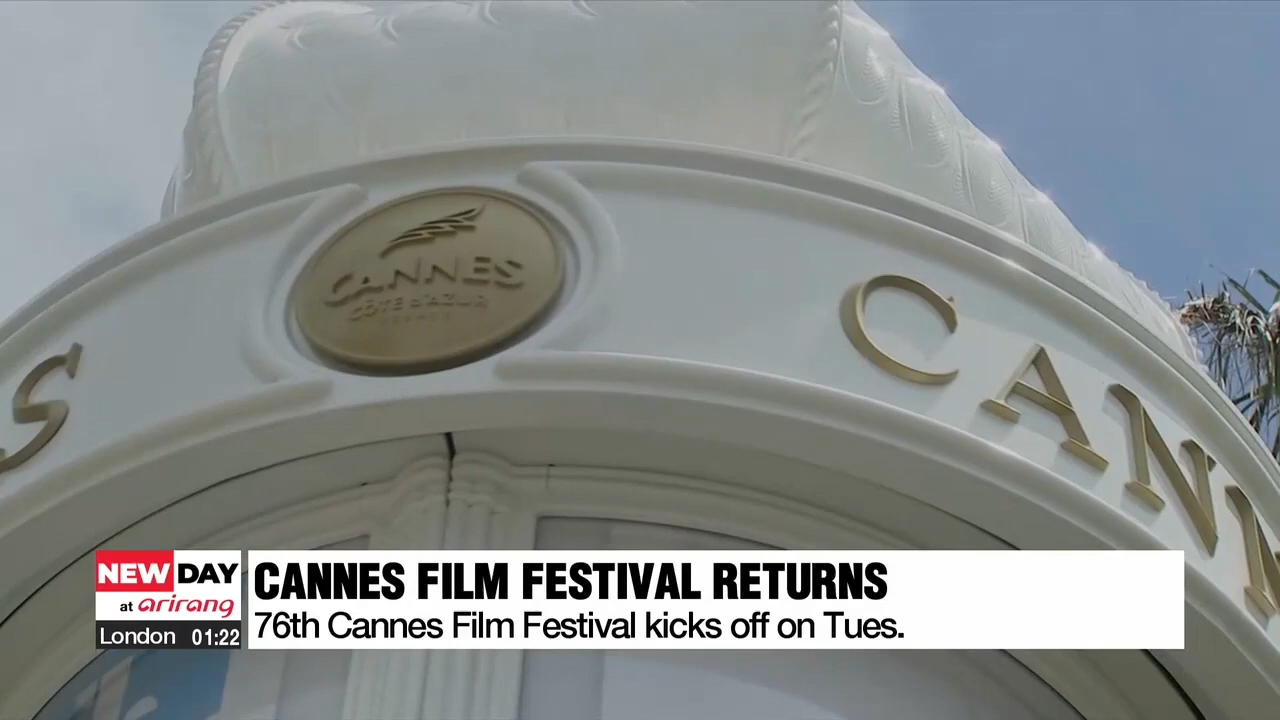 CANNES
CÔTE D'AZUR
FRANCE
S
CANN
NEW DAY
at arirang
London 01:22
CANNES FILM FESTIVAL RETURNS
76th Cannes Film Festival kicks off on Tues.